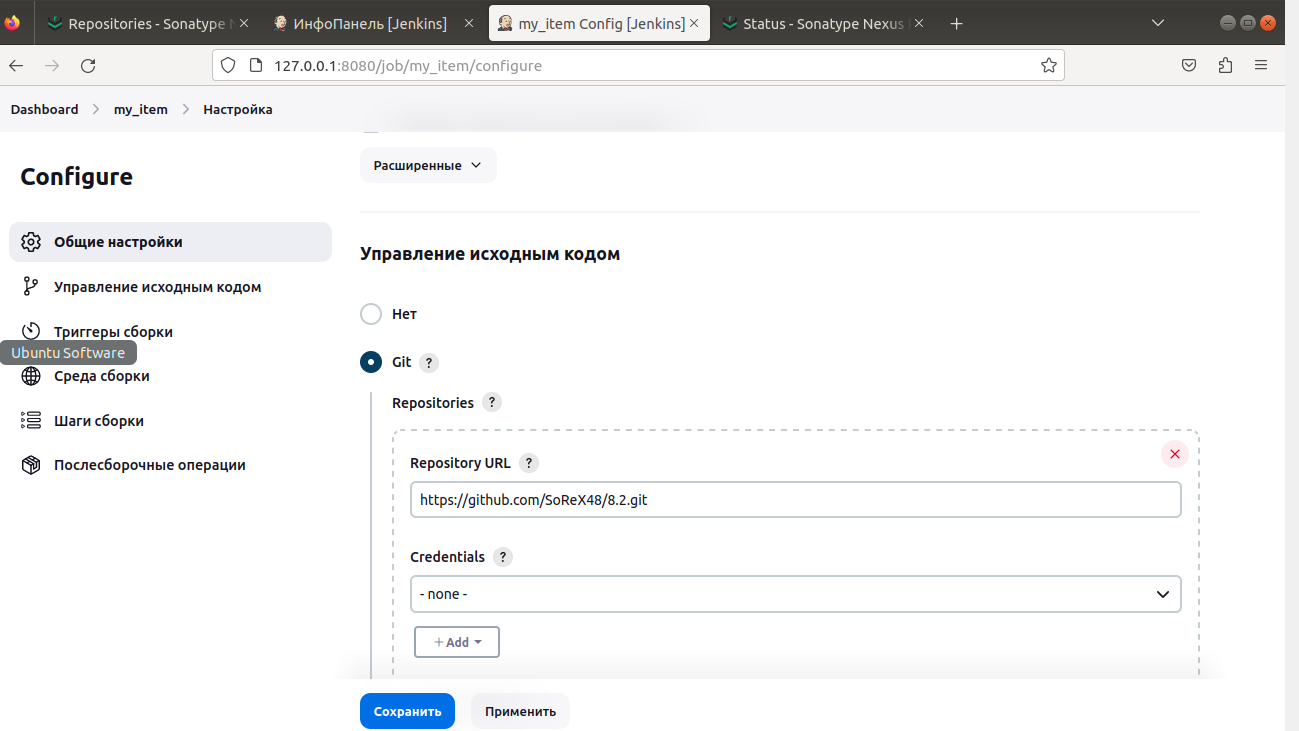 Repositories - Sonatype N
ИнфоПанель [Jenkins]
my_item Config [Jenkins]
Status - Sonatype Nexus
127.0.0.1:8080/job/my_item/configure
Dashboard
my_item
Настройка
Configure
Общие настройки
Управление исходным кодом
Триггеры сборки
Ubuntu Software
Среда сборки
Шаги сборки
Послесборочные операции
Расширенные
Управление исходным кодом
Нет
Git ?
Repositories ?
Repository URL ?
https://github.com/SoReX48/8.2.git
Credentials ?
- none -
+ Add
Сохранить
Применить